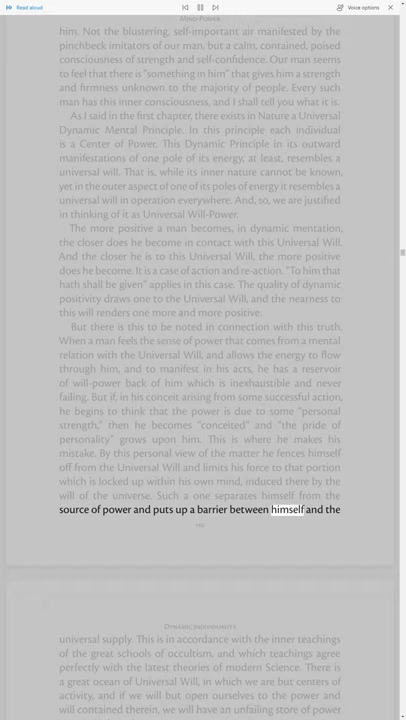 Read aloud
Voice options
Mind-Power
him. Not the blustering, self-important air manifested by the
pinchbeck imitators of our man, but a calm, contained, poised
consciousness of strength and self-confidence. Our man seems
to feel that there is "something in him" that gives him a strength
and firmness unknown to the majority of people. Every such
man has this inner consciousness, and I shall tell you what it is.
As I said in the first chapter, there exists in Nature a Universal
Dynamic Mental Principle. In this principle each individual
is a Center of Power. This Dynamic Principle in its outward
manifestations of one pole of its energy, at least, resembles a
universal will. That is, while its inner nature cannot be known,
yet in the outer aspect of one of its poles of energy it resembles a
universal will in operation everywhere. And, so, we are justified
in thinking of it as Universal Will-Power.
The more positive a man becomes, in dynamic mentation,
the closer does he become in contact with this Universal Will.
And the closer he is to this Universal Will, the more positive
does he become. It is a case of action and re-action. "To him that
hath shall be given" applies in this case. The quality of dynamic
positivity draws one to the Universal Will, and the nearness to
this will renders one more and more positive.
But there is this to be noted in connection with this truth.
When a man feels the sense of power that comes from a mental
relation with the Universal Will, and allows the energy to flow
through him, and to manifest in his acts, he has a reservoir
of will-power back of him which is inexhaustible and never
failing. But if, in his conceit arising from some successful action,
he begins to think that the power is due to some "personal
strength," then he becomes "conceited" and "the pride of
personality" grows upon him. This is where he makes his
mistake. By this personal view of the matter he fences himself
off from the Universal Will and limits his force to that portion
which is locked up within his own mind, induced there by the
will of the universe. Such a one separates himself from the
source of power and puts up a barrier between himself and the
Dynamic Individuality
universal supply. This is in accordance with the inner teachings
of the great schools of occultism, and which teachings agree
perfectly with the latest theories of modern Science. There is
a great ocean of Universal Will, in which we are but centers of
activity, and if we will but open ourselves to the power and
will contained therein, we will have an unfailing store of power